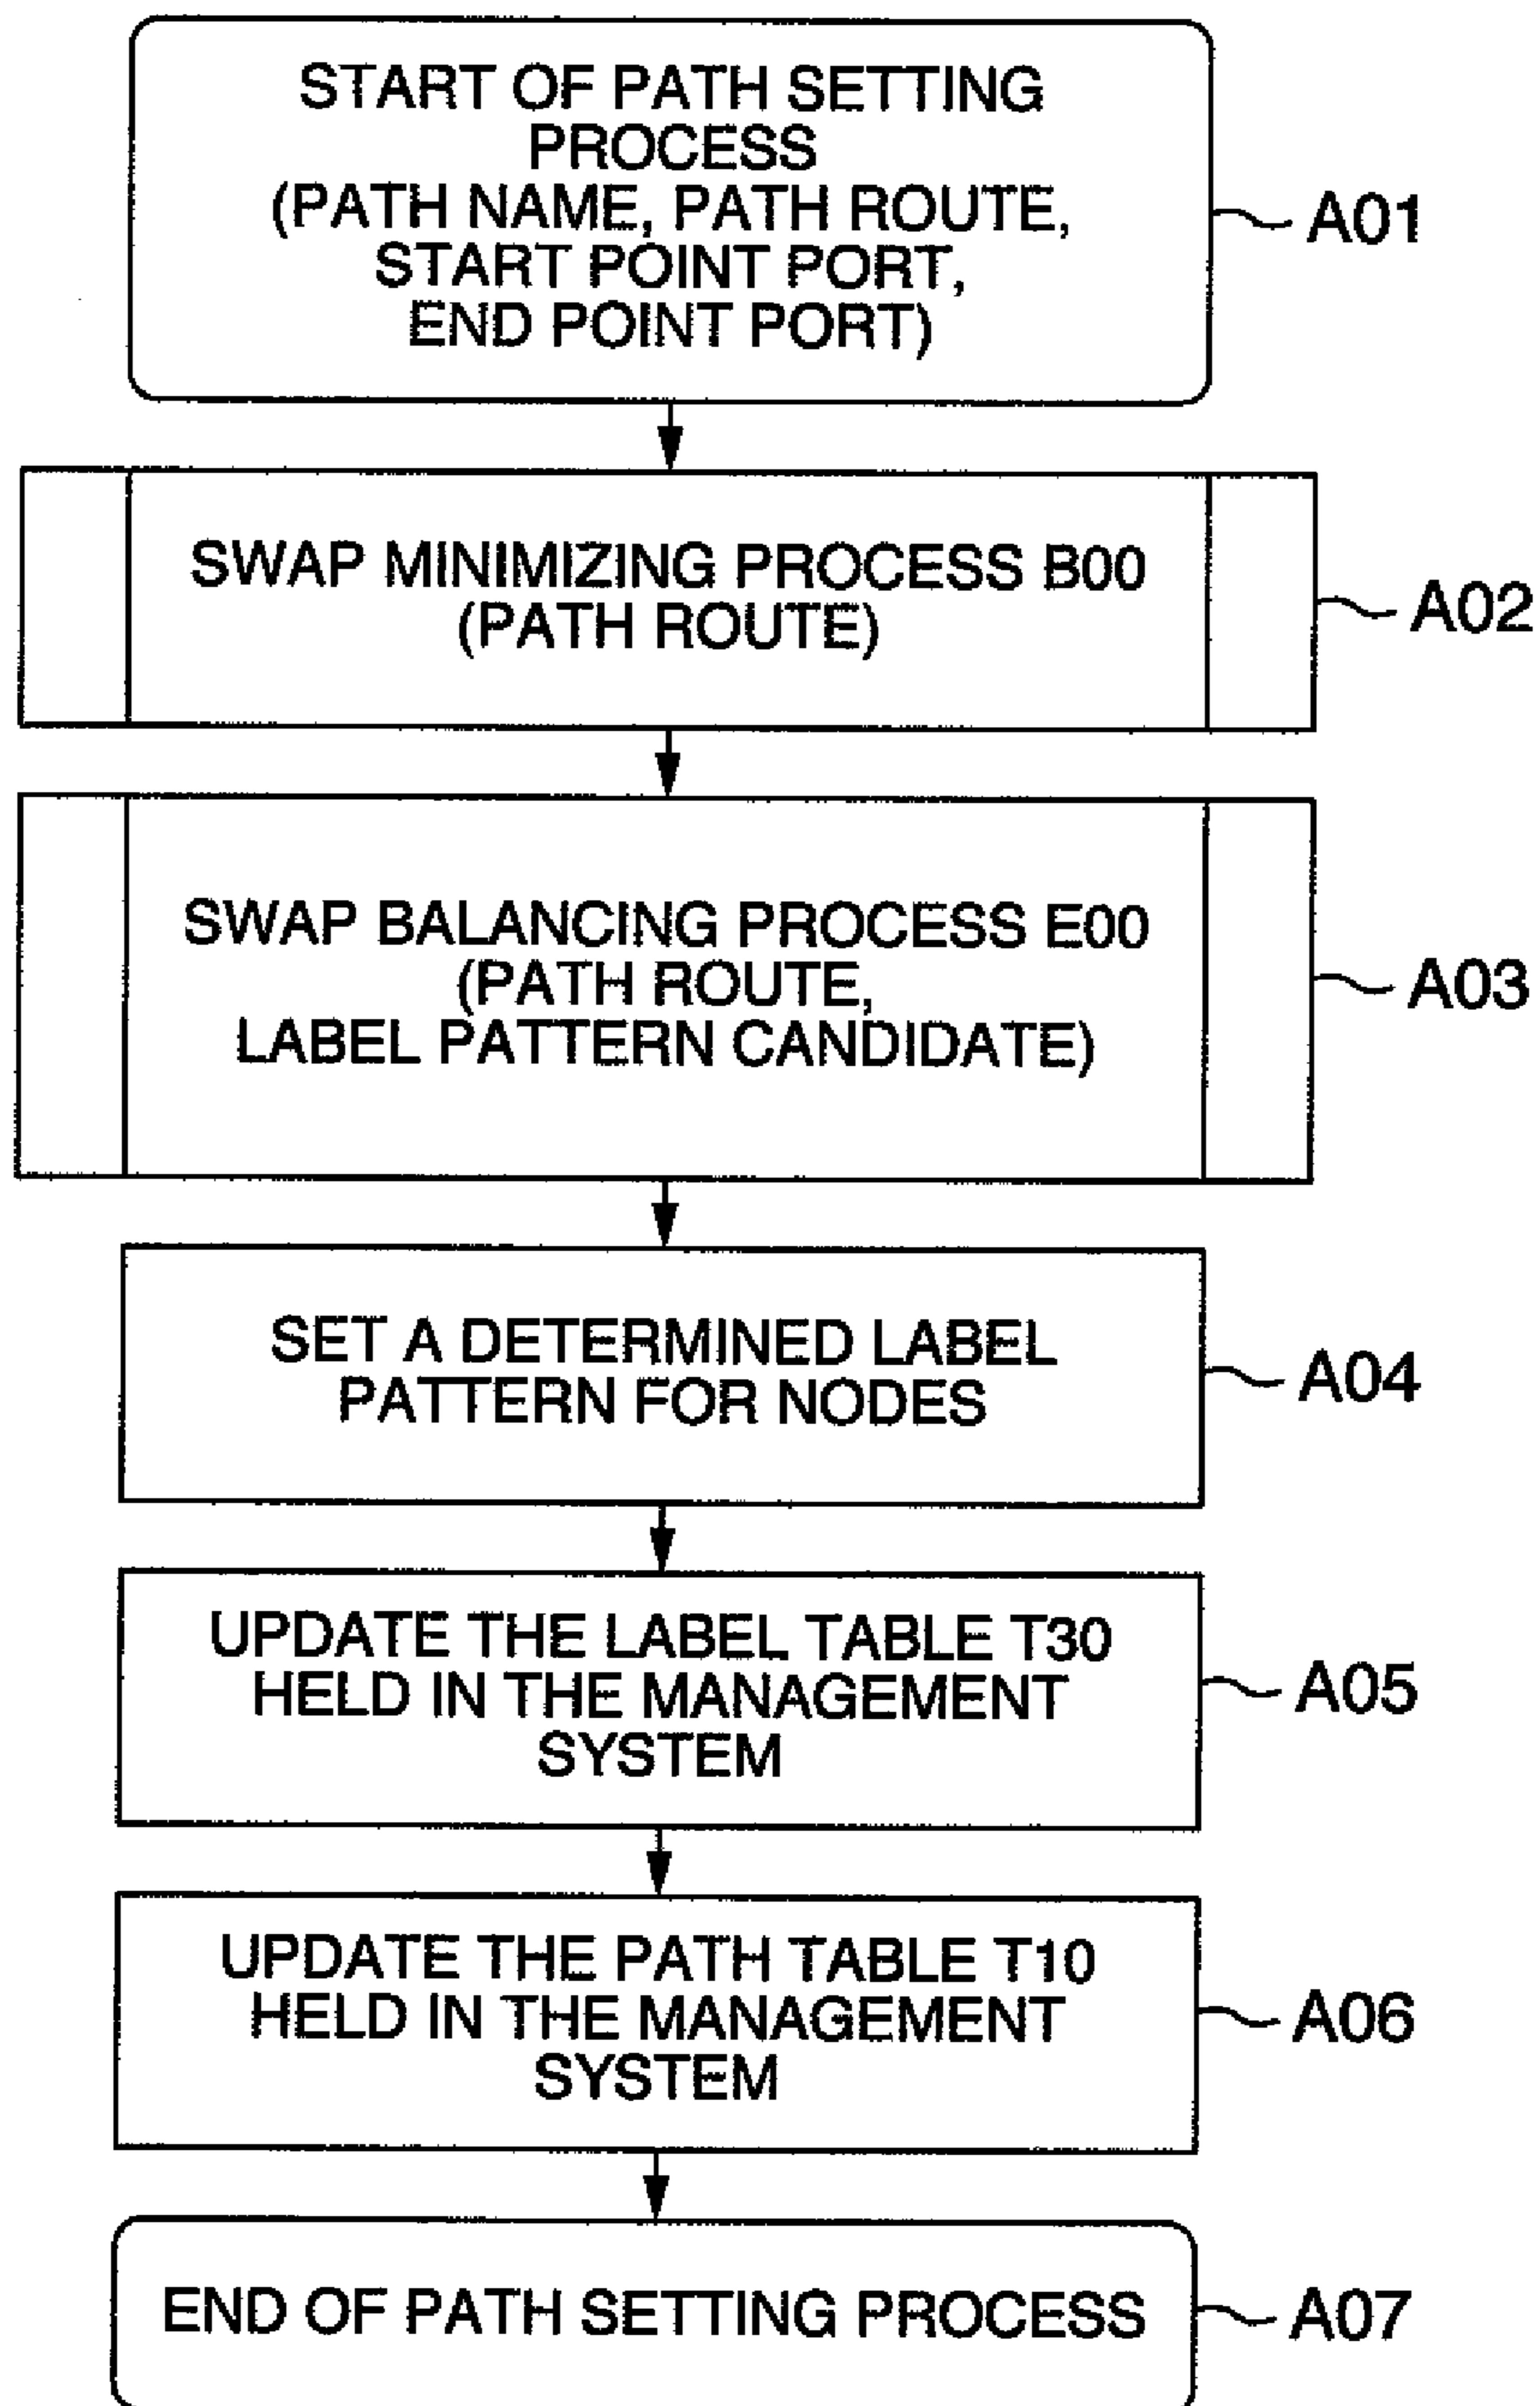 START OF PATH SETTING
PROCESS
(PATH NAME, PATH ROUTE,
START POINT PORT,
END POINT PORT)
A01
SWAP MINIMIZING PROCESS B00
(PATH ROUTE)
A02
SWAP BALANCING PROCESS E00
(PATH ROUTE,
LABEL PATTERN CANDIDATE)
A03
SET A DETERMINED LABEL
PATTERN FOR NODES
A04
UPDATE THE LABEL TABLE T30
HELD IN THE MANAGEMENT
SYSTEM
A05
UPDATE THE PATH TABLE T10
HELD IN THE MANAGEMENT
SYSTEM
A06
END OF PATH SETTING PROCESS
A07